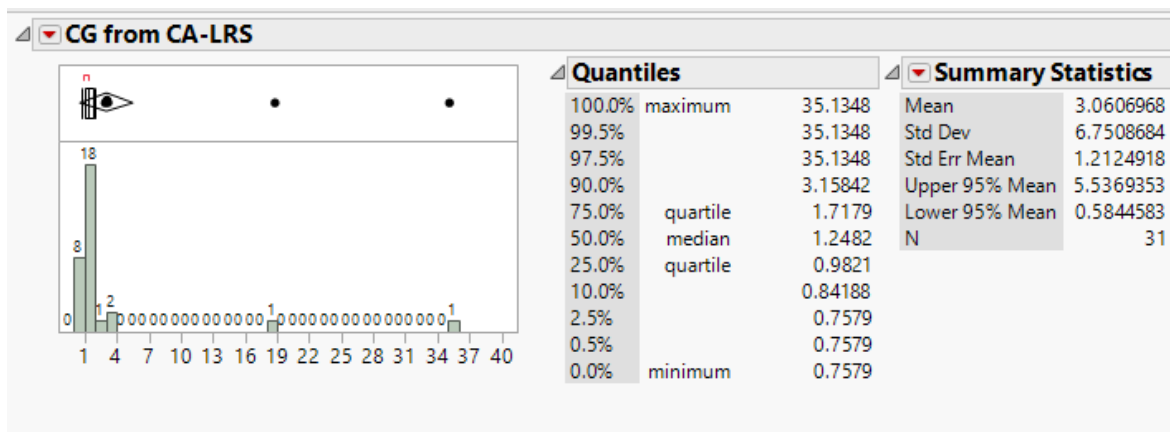 CG from CA-LRS
18
8
0
1
2
0 0 0 0 0 0 0 0 0 0 0 0 0 0
1
0 0 0 0 0 0 0 0 0 0 0 0 0 0 0 0
1
1 4 7 10 13 16 19 22 25 28 31 34 37 40
Quantiles
100.0% maximum 35.1348
99.5% 35.1348
97.5% 35.1348
90.0% 3.15842
75.0% quartile 1.7179
50.0% median 1.2482
25.0% quartile 0.9821
10.0% 0.84188
2.5% 0.7579
0.5% 0.7579
0.0% minimum 0.7579
Summary Statistics
Mean 3.0606968
Std Dev 6.7508684
Std Err Mean 1.2124918
Upper 95% Mean 5.5369353
Lower 95% Mean 0.5844583
N 31